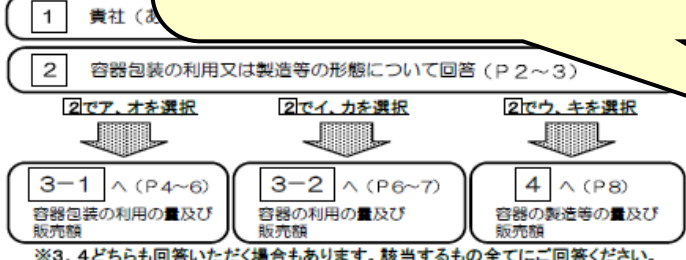 1 貴社（あ
2 容器包装の利用又は製造等の形態について回答（P2～3）
2でア、オを選択 2でイ、カを選択 2でウ、キを選択
3－1 へ（P4～6） 3－2 へ（P6～7） 4 へ（P8）
容器包装の利用の量及び 容器の利用の量及び 容器の製造等の量及び
販売額 販売額 販売額
※3、4どちらも回答いただく場合もあります。該当するもの全てにご回答ください。